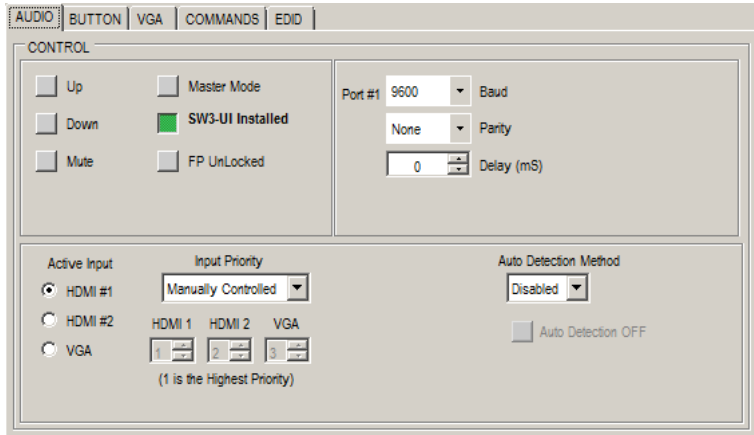 AUDIO BUTTON VGA COMMANDS EDID
CONTROL
Up
Master Mode
Down
SW3-UI Installed
Mute
FP UnLocked
Port #1 9600 Baud
None Parity
0 Delay (mS)
Active Input
HDMI #1
HDMI #2
VGA
Input Priority
Manually Controlled
HDMI 1 HDMI 2 VGA
1 2 3
(1 is the Highest Priority)
Auto Detection Method
Disabled
Auto Detection OFF